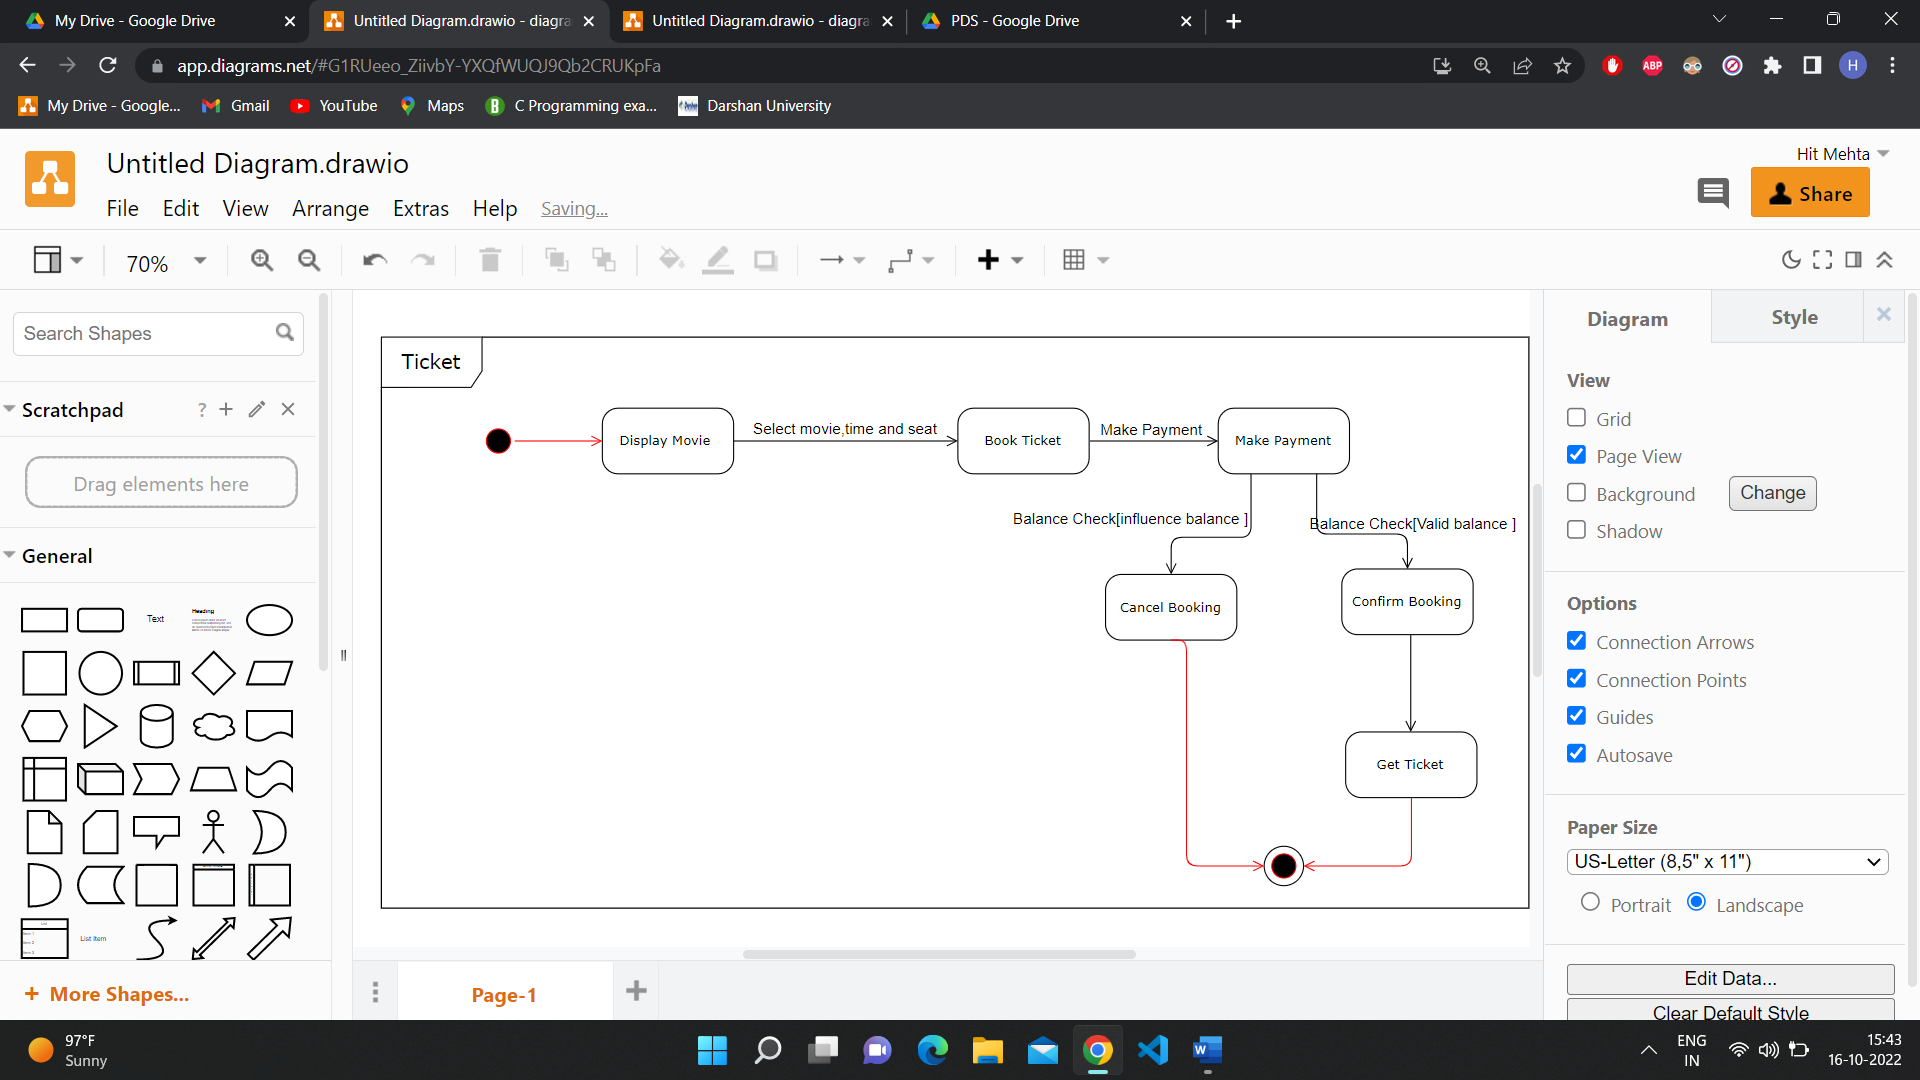 My Drive - Google Drive
Untitled Diagram.drawio - diagra
Untitled Diagram.drawio - diagra
PDS - Google Drive
app.diagrams.net/#G1RUeeo_ZiivbY-YXQfWUQJ9Qb2CRUKpFa
ABP
H
My Drive - Google...
Gmail
YouTube
Maps
C Programming exa...
Darshan University
Untitled Diagram.drawio
Hit Mehta
File Edit View Arrange Extras Help Saving...
Share
70%
Search Shapes
Scratchpad
?
Drag elements here
General
Text
Heading
List Item
+ More Shapes...
Ticket
Display Movie
Select movie,time and seat
Book Ticket
Make Payment
Make Payment
Balance Check[influence balance ]
Balance Check[Valid balance ]
Cancel Booking
Confirm Booking
Get Ticket
Page-1
Diagram
Style
View
Grid
Page View
Background
Change
Shadow
Options
Connection Arrows
Connection Points
Guides
Autosave
Paper Size
US-Letter (8,5" x 11")
Portrait
Landscape
Edit Data...
Clear Default Style
97°F
Sunny
ENG
IN
15:43
16-10-2022